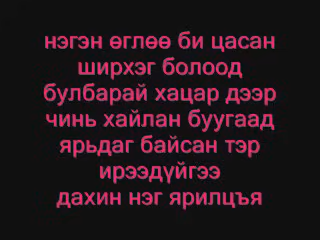 нэгэн өглөө би цасан
ширхэг болоод
булбарай хацар дээр
чинь хайлан буугаад
ярьдаг байсан тэр
ирээдүйгээ
дахин нэг ярилцъя